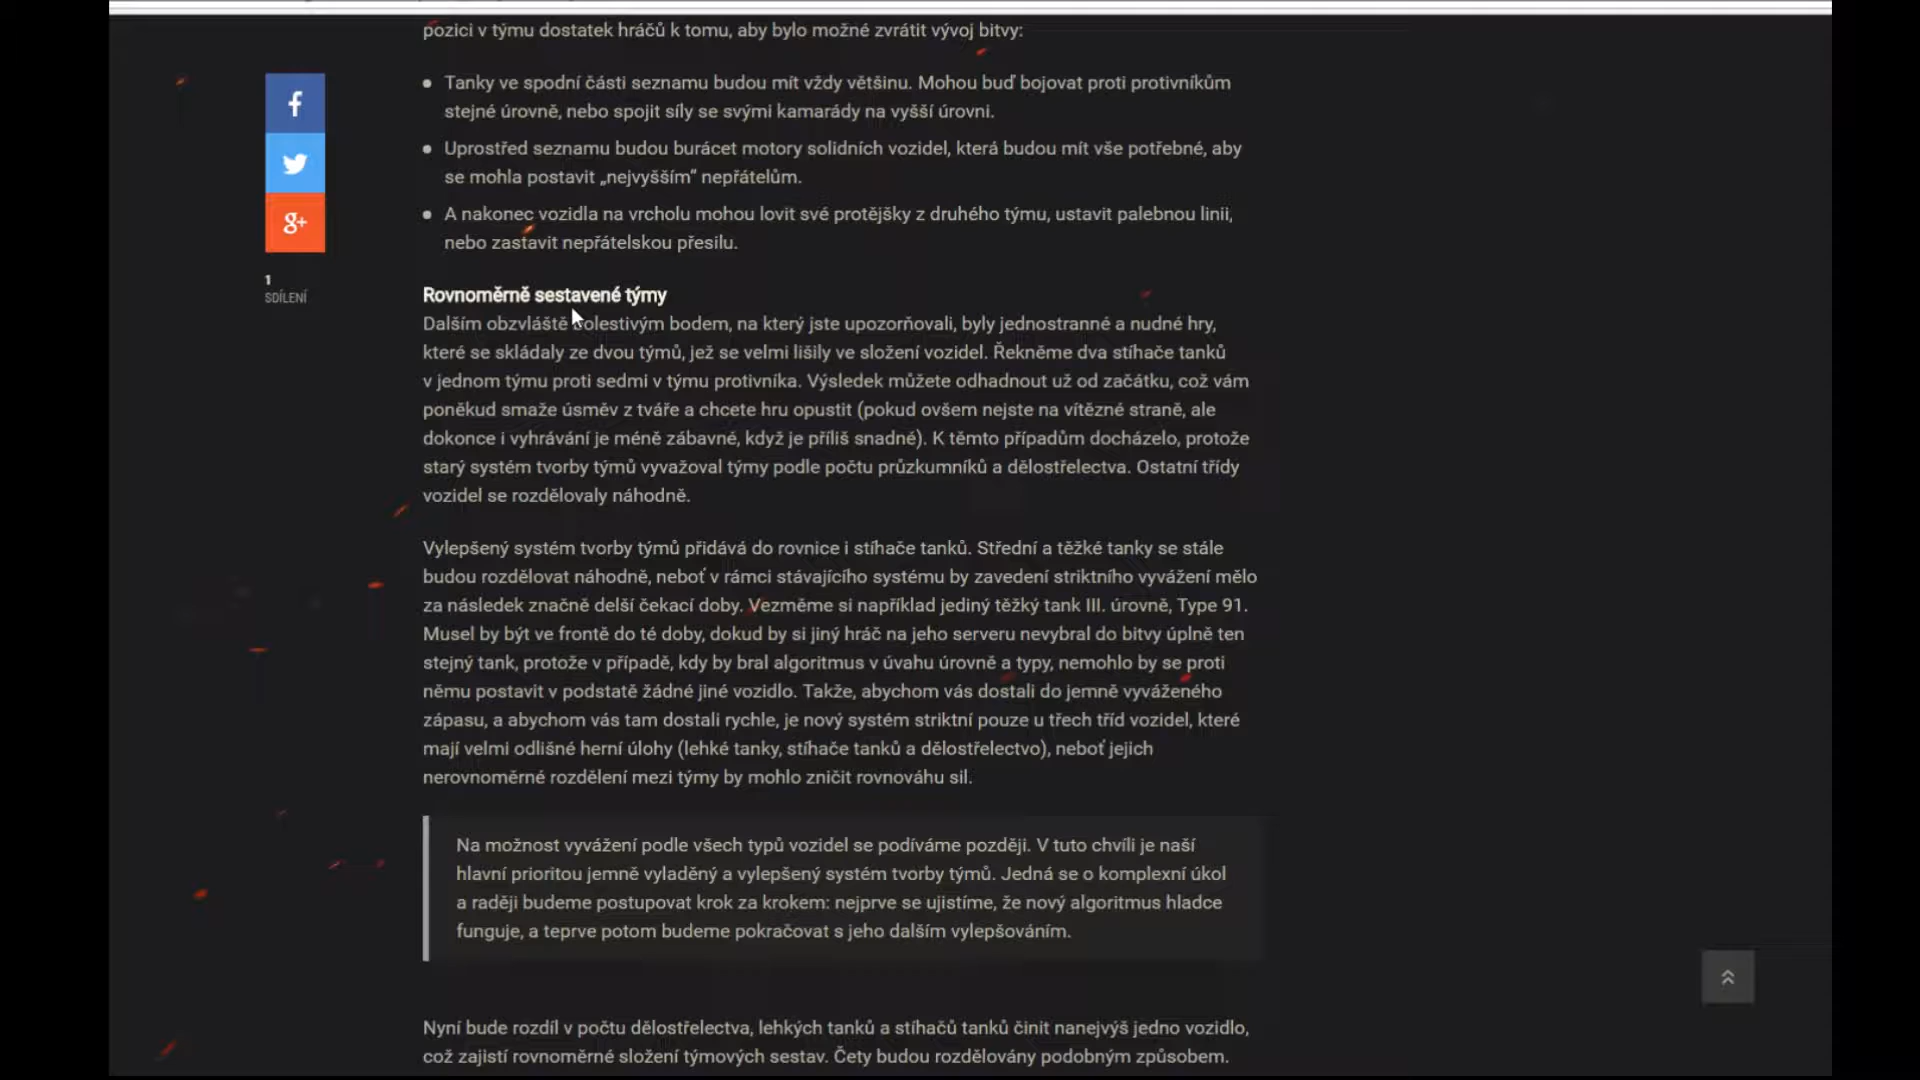 pozici v týmu dostatek hráčů k tomu, aby bylo možné zvrátit vývoj bitvy:
Tanky ve spodní části seznamu budou mít vždy většinu. Mohou buď bojovat proti protivníkům
stejné úrovně, nebo spojit síly se svými kamarády na vyšší úrovni.
Uprostřed seznamu budou burácet motory solidních vozidel, která budou mít vše potřebné, aby
se mohla postavit „nejvyšším“ nepřátelům.
A nakonec vozidla na vrcholu mohou lovit své protějšky z druhého týmu, ustavit palebnou linii,
nebo zastavit nepřátelskou přesilu.
f
g+
1
SDÍLENÍ
Rovnoměrně sestavené týmy
Dalším obzvláště bolestivým bodem, na který jste upozorňovali, byly jednostranné a nudné hry,
které se skládaly ze dvou týmů, jež se velmi lišily ve složení vozidel. Řekněme dva stíhače tanků
v jednom týmu proti sedmi v týmu protivníka. Výsledek můžete odhadnout už od začátku, což vám
poněkud smaže úsměv z tváře a chcete hru opustit (pokud ovšem nejste na vítězné straně, ale
dokonce i vyhrávání je méně zábavné, když je příliš snadné). K těmto případům docházelo, protože
starý systém tvorby týmů vyvažoval týmy podle počtu průzkumníků a dělostřelectva. Ostatní třídy
vozidel se rozdělovaly náhodně.
Vylepšený systém tvorby týmů přidává do rovnice i stíhače tanků. Střední a těžké tanky se stále
budou rozdělovat náhodně, neboť v rámci stávajícího systému by zavedení striktního vyvážení mělo
za následek značně delší čekací doby. Vezměme si například jediný těžký tank III. úrovně, Type 91.
Musel by být ve frontě do té doby, dokud by si jiný hráč na jeho serveru nevybral do bitvy úplně ten
stejný tank, protože v případě, kdy by bral algoritmus v úvahu úrovně a typy, nemohlo by se proti
němu postavit v podstatě žádné jiné vozidlo. Takže, abychom vás dostali do jemně vyváženého
zápasu, a abychom vás tam dostali rychle, je nový systém striktní pouze u třech tříd vozidel, které
mají velmi odlišné herní úlohy (lehké tanky, stíhače tanků a dělostřelectvo), neboť jejich
nerovnoměrné rozdělení mezi týmy by mohlo zničit rovnováhu sil.
Na možnost vyvážení podle všech typů vozidel se podíváme později. V tuto chvíli je naší
hlavní prioritou jemně vyladěný a vylepšený systém tvorby týmů. Jedná se o komplexní úkol
a raději budeme postupovat krok za krokem: nejprve se ujistíme, že nový algoritmus hladce
funguje, a teprve potom budeme pokračovat s jeho dalším vylepšováním.
Nyní bude rozdíl v počtu dělostřelectva, lehkých tanků a stíhačů tanků činit nanejvýš jedno vozidlo,
což zajistí rovnoměrné složení týmových sestav. Čety budou rozdělovány podobným způsobem.